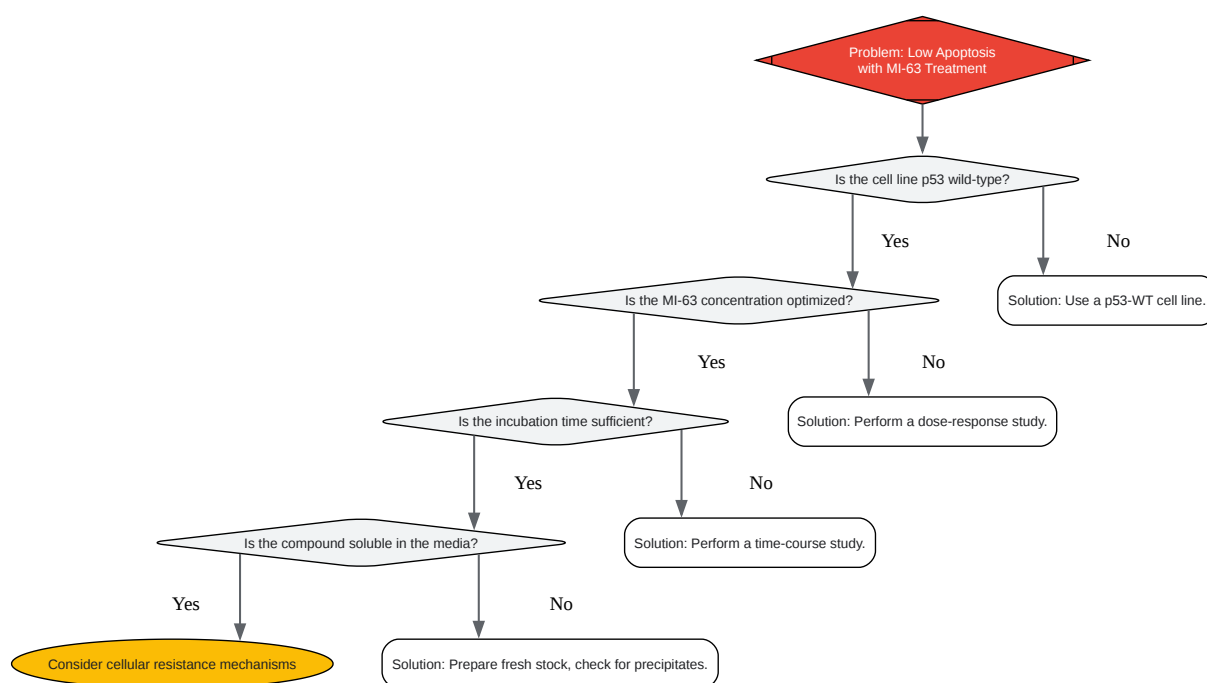 Problem: Low Apoptosis
with MI-63 Treatment
Is the cell line p53 wild-type?
Yes
No
Is the MI-63 concentration optimized?
Solution: Use a p53-WT cell line.
Yes
No
Is the incubation time sufficient?
Solution: Perform a dose-response study.
Yes
No
Is the compound soluble in the media?
Solution: Perform a time-course study.
Yes
No
Consider cellular resistance mechanisms
Solution: Prepare fresh stock, check for precipitates.